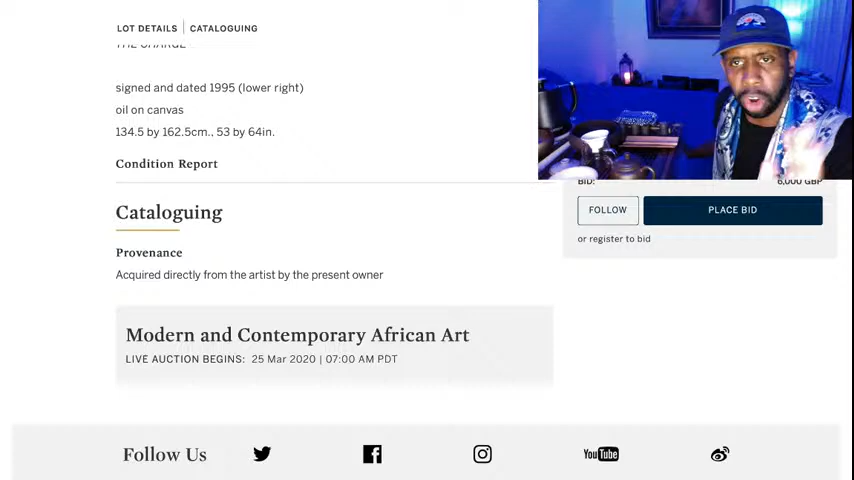 LOT DETAILS CATALOGUING
THE CHARGE
signed and dated 1995 (lower right)
oil on canvas
134.5 by 162.5cm., 53 by 64in.
Condition Report
BID: 6,000 GBP
FOLLOW PLACE BID
or register to bid
Cataloguing
Provenance
Acquired directly from the artist by the present owner
Modern and Contemporary African Art
LIVE AUCTION BEGINS: 25 Mar 2020 | 07:00 AM PDT
Follow Us
YouTube